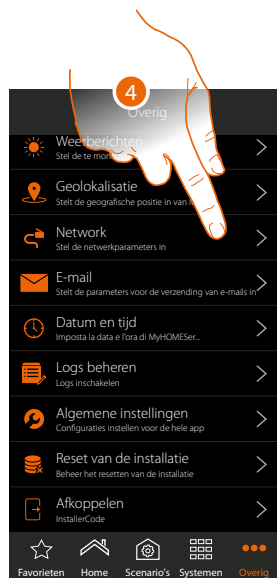 4
Overig
Weerberichten
Stel de te mon
Geolokalisatie
Stelt de geografische positie in van
Network
Stel de netwerkparameters in
E-mail
Stelt de parameters voor de verzending van e-mails in
Datum en tijd
Imposta la data e l'ora di MyHOMESer...
Logs beheren
Logs inschakelen
Algemene instellingen
Configuraties instellen voor de hele app
Reset van de installatie
Beheer het resetten van de installatie
Afkoppelen
InstallerCode
Favorieten Home Scenario's Systemen Overig